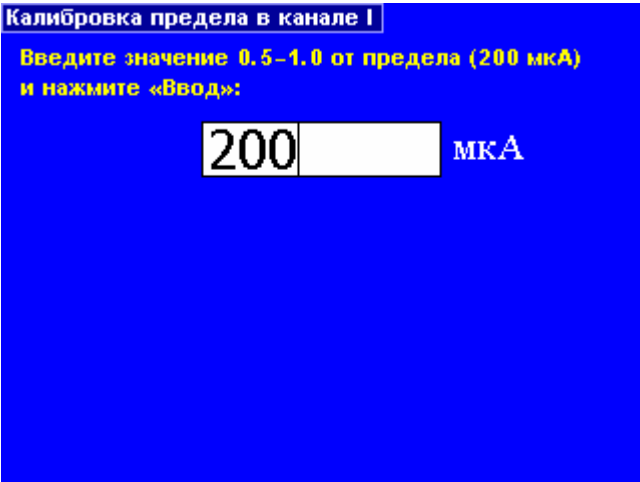 Калибровка предела в канале I
Введите значение 0.5-1.0 от предела (200 мкА)
и нажмите «Ввод»:
200 мкА